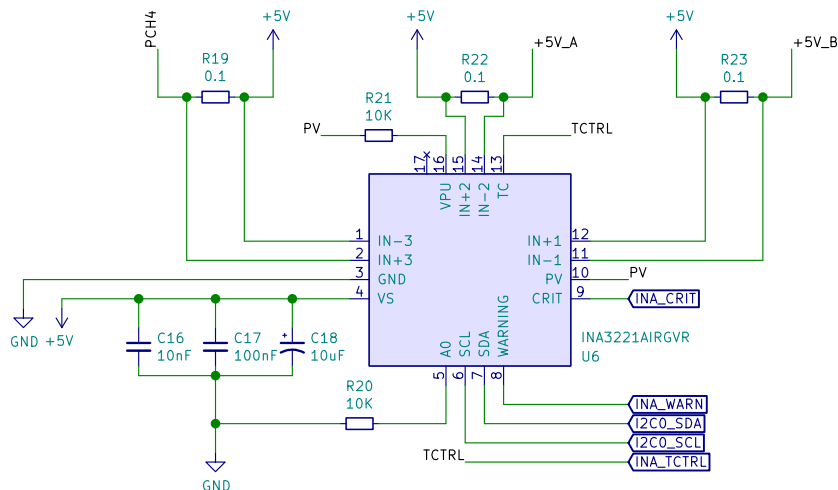 PCH4
+5V
+5V
+5V
R19
0.1
R22
0.1
+5V_A
R23
0.1
+5V_B
R21
10K
PV
TCTRL
17
16
15
14
13
VPU
IN+2
IN-2
TC
1
IN-3
2
IN+3
3
GND
4
VS
12
IN+1
11
IN-1
10
PV
PV
9
CRIT
INA_CRIT
A0
SCL
SDA
WARNING
5
6
7
8
INA3221AIRGVR
U6
GND
+5V
C16
10nF
C17
100nF
+
C18
10uF
R20
10K
GND
INA_WARN
I2C0_SDA
I2C0_SCL
TCTRL
INA_TCTRL